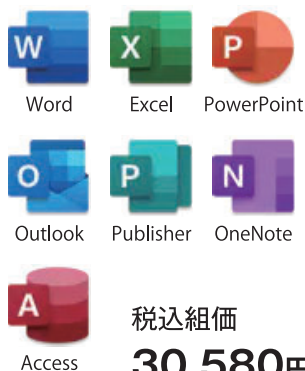 W X P
Word Excel PowerPoint
O P N
Outlook Publisher OneNote
A
Access
税込組価
30,580円